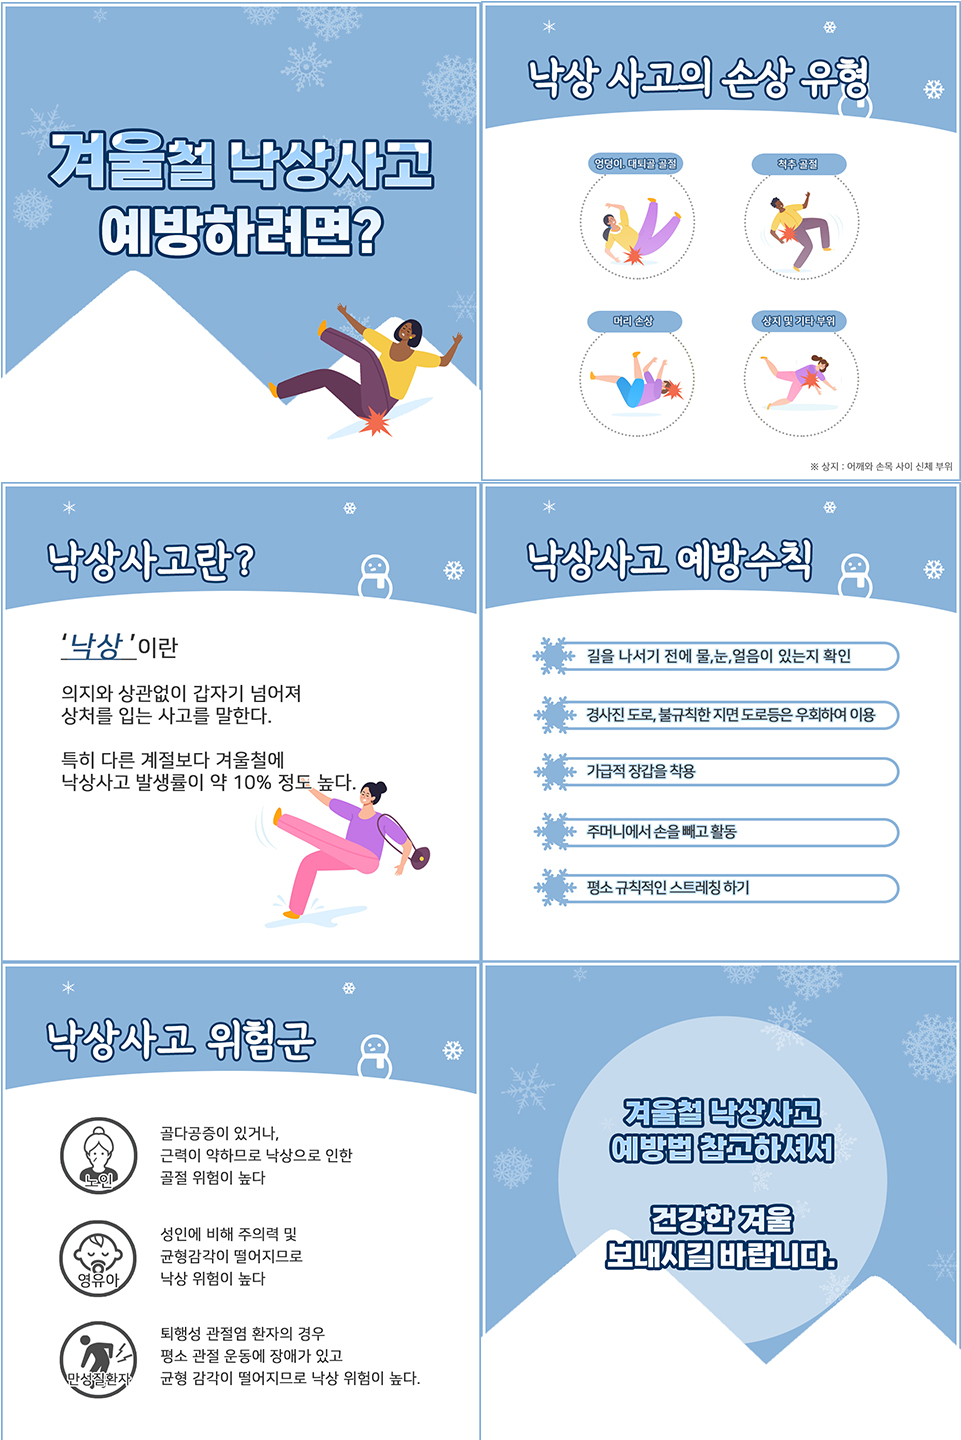 겨울철 낙상사고
예방하려면?
낙상 사고의 손상 유형
엉덩이, 대퇴골 골절
척추 골절
머리 손상
상지 및 기타 부위
※ 상지 : 어깨와 손목 사이 신체 부위
낙상사고란?
‘낙상 ’이란
의지와 상관없이 갑자기 넘어져
상처를 입는 사고를 말한다.
특히 다른 계절보다 겨울철에
낙상사고 발생률이 약 10% 정도 높다.
낙상사고 예방수칙
길을 나서기 전에 물,눈,얼음이 있는지 확인
경사진 도로, 불규칙한 지면 도로등은 우회하여 이용
가급적 장갑을 착용
주머니에서 손을 빼고 활동
평소 규칙적인 스트레칭 하기
낙상사고 위험군
노인
골다공증이 있거나,
근력이 약하므로 낙상으로 인한
골절 위험이 높다
영유아
성인에 비해 주의력 및
균형감각이 떨어지므로
낙상 위험이 높다
만성질환자
퇴행성 관절염 환자의 경우
평소 관절 운동에 장애가 있고
균형 감각이 떨어지므로 낙상 위험이 높다.
겨울철 낙상사고
예방법 참고하셔서
건강한 겨울
보내시길 바랍니다.